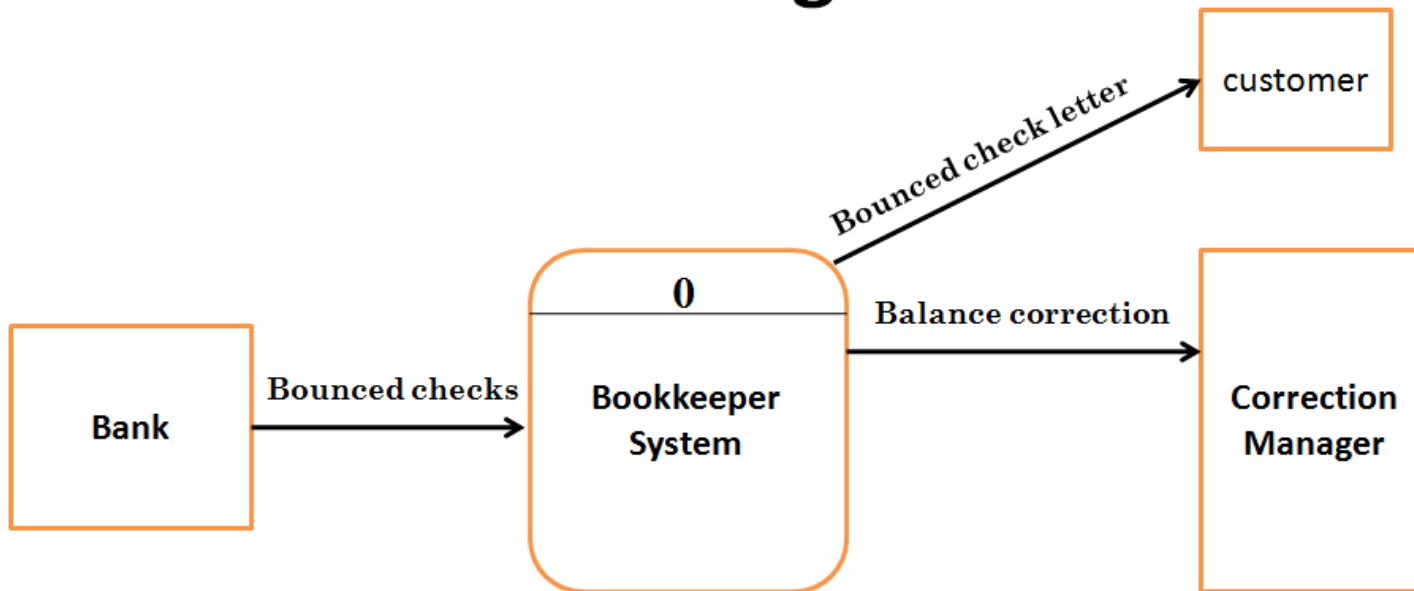 customer
Bounced check letter
0
Balance correction
Bounced checks
Bookkeeper
System
Bank
Correction
Manager